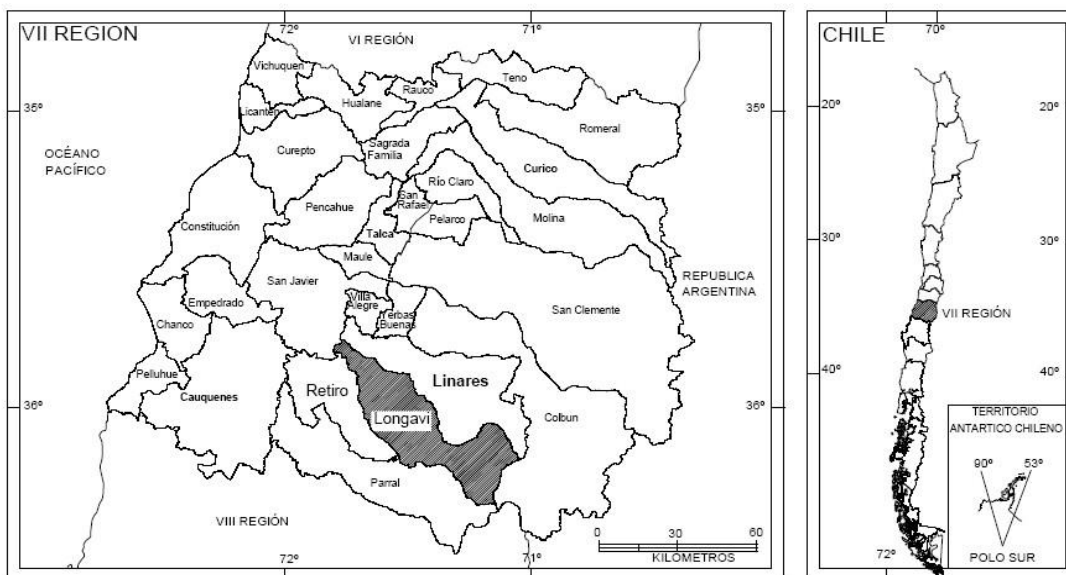 VII REGION
72°
71°
VI REGIÓN
35°
35°
OCÉANO
PACÍFICO
Vichuquen
Licanten
Hualane
Rauco
Teno
Romeral
Curepto
Sagrada
Familia
Curico
Río Claro
San
Rafael
Pelarco
Molina
Pencahue
Talca
Constitución
Maule
San Javier
Empedrado
Villa
Alegre
Yerbas
Buenas
San Clemente
REPUBLICA
ARGENTINA
Chanco
Pelluhue
Cauquenes
Retiro
Linares
Longaví
Colbun
Parral
36°
36°
VIII REGIÓN
72°
71°
0 30 60
KILOMETROS
CHILE
70°
20°
20°
30°
30°
VII REGIÓN
40°
40°
TERRITORIO
ANTARTICO CHILENO
90° 53°
POLO SUR
72°